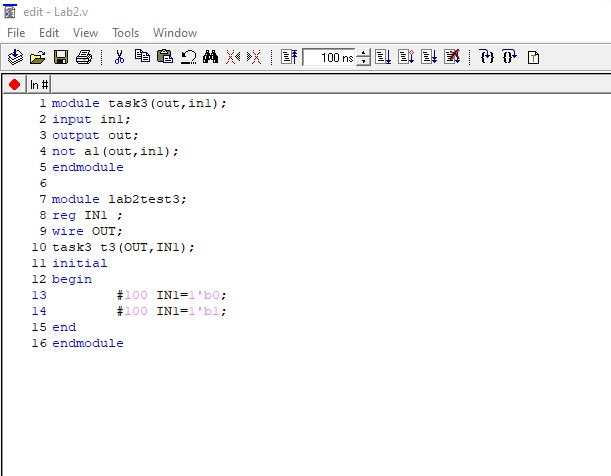 edit - Lab2.v
File Edit View Tools Window
100 ns
ln #
1 module task3(out,in1);
2 input in1;
3 output out;
4 not a1(out,in1);
5 endmodule
6
7 module lab2test3;
8 reg IN1 ;
9 wire OUT;
10 task3 t3(OUT,IN1);
11 initial
12 begin
13 #100 IN1=1'b0;
14 #100 IN1=1'b1;
15 end
16 endmodule